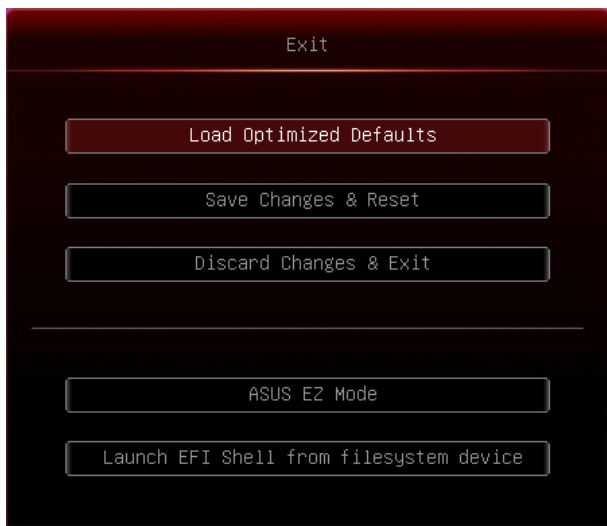 Exit
Load Optimized Defaults
Save Changes & Reset
Discard Changes & Exit
ASUS EZ Mode
Launch EFI Shell from filesystem device